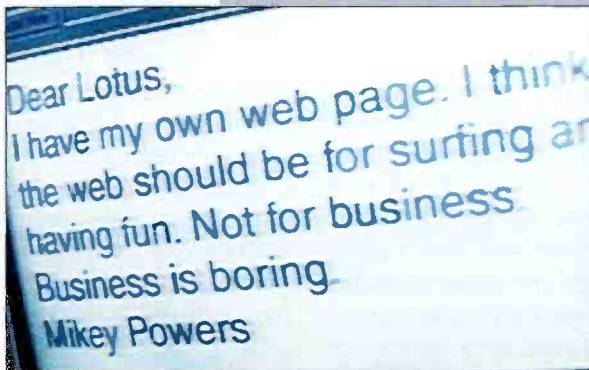 Dear Lotus,
I have my own web page. I think
the web should be for surfing an
having fun. Not for business.
Business is boring.
Mikey Powers